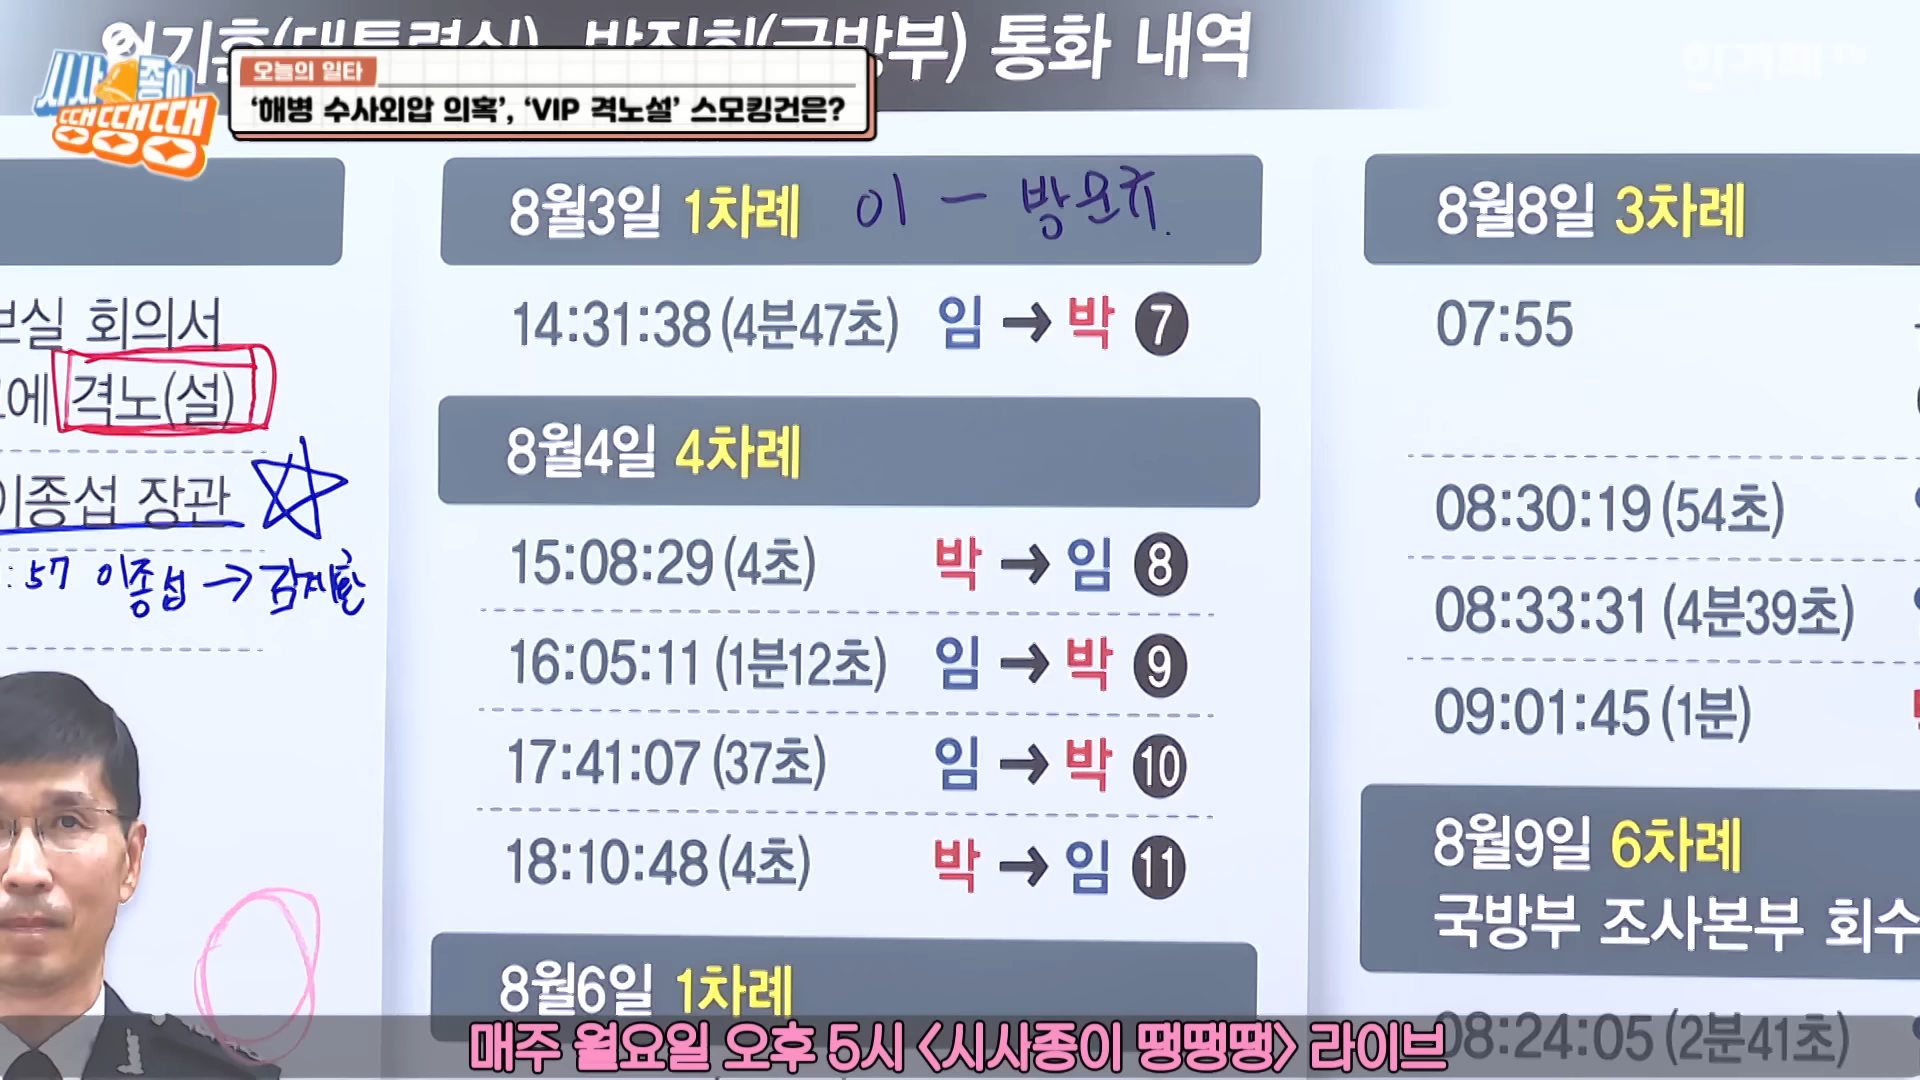 통화 내역
한겨레TV
시사종이
땡땡땡
오늘의 일타
‘해병 수사외압 의혹’, ‘VIP 격노설’ 스모킹건은?
회의서
격노(설)
이종섭 장관
:57 이종섭 →
8월3일 1차례
이 -
14:31:38 (4분47초) 임 → 박 7
8월4일 4차례
15:08:29 (4초) 박 → 임 8
16:05:11 (1분12초) 임 → 박 9
17:41:07 (37초) 임 → 박 10
18:10:48 (4초) 박 → 임 11
8월6일 1차례
8월8일 3차례
07:55
08:30:19 (54초)
08:33:31 (4분39초)
09:01:45 (1분)
8월9일 6차례
국방부 조사본부 회수
08:24:05 (2분41초)
매주 월요일 오후 5시 <시사종이 땡땡땡> 라이브